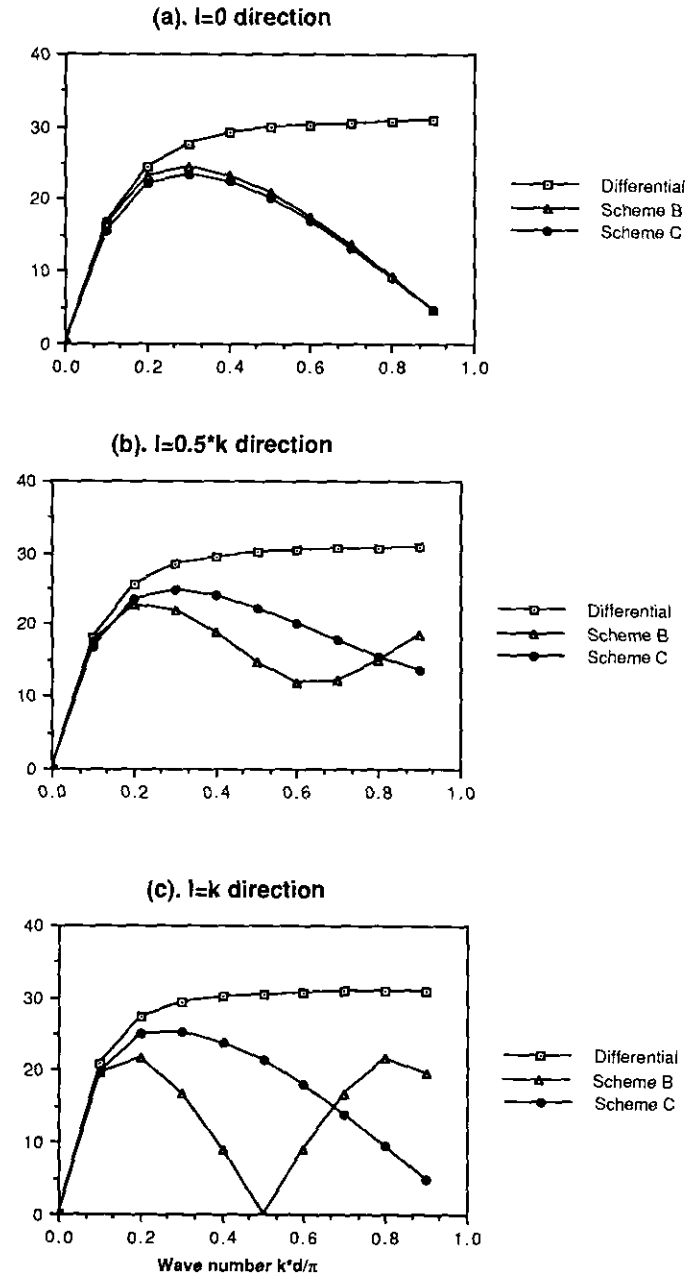 (a). l=0 direction
40
30
20
10
0
0.0 0.2 0.4 0.6 0.8 1.0
Differential
Scheme B
Scheme C
(b). l=0.5*k direction
40
30
20
10
0
0.0 0.2 0.4 0.6 0.8 1.0
Differential
Scheme B
Scheme C
(c). l=k direction
40
30
20
10
0
0.0 0.2 0.4 0.6 0.8 1.0
Wave number k*d/π
Differential
Scheme B
Scheme C